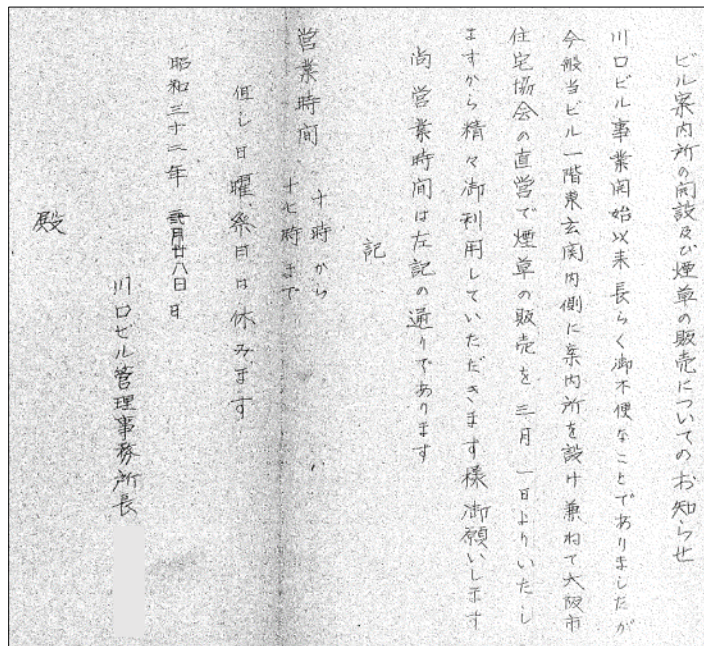 ビル案内所の開設及び煙草の販売についてのお知らせ
川口ビル事業開始以来長らく御不便なことでありましたが
今般当ビル一階東玄関内側に案内所を設け兼ねて大阪市
住宅協会の直営で煙草の販売を三月一日よりいたし
ますから精々御利用していただきます様御願いします
尚営業時間は左記の通りであります
記
営業時間 十時から
十七時まで
但し日曜、祭日は休みます
昭和三十二年 弐月廿八日 日
川口ビル管理事務所長
殿